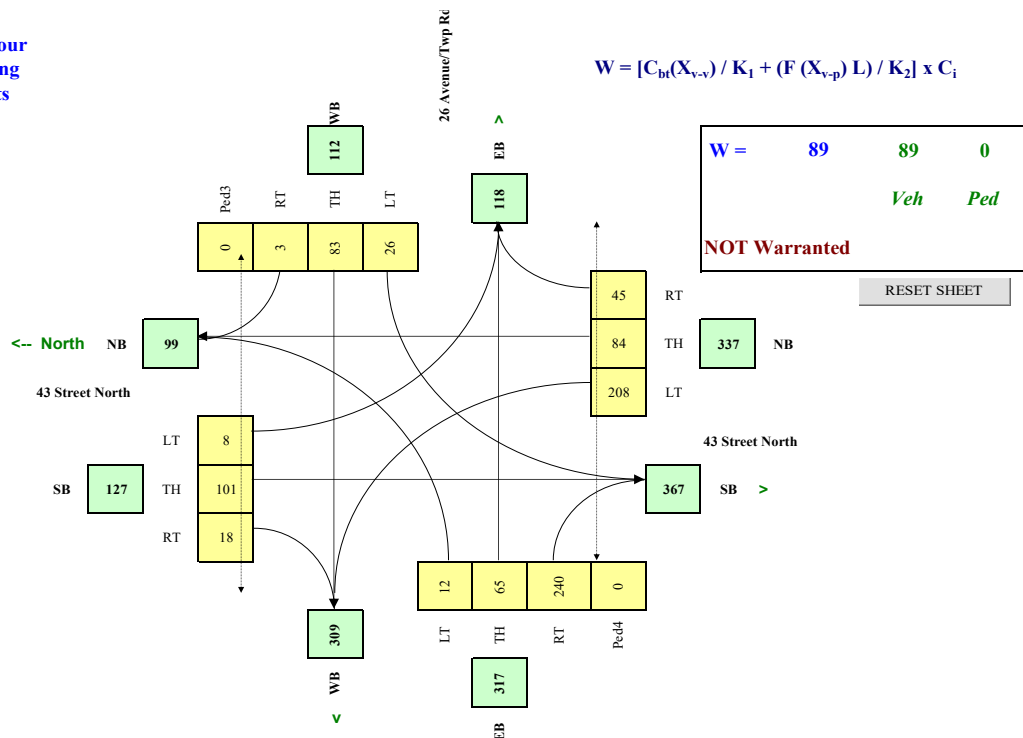 our
ng
ts
26 Avenue/Twp Rd
W = [Cbt(Xv-v) / K1 + (F (Xv-p) L) / K2] x Ci
WB
112
Ped3 RT TH LT
0 3 83 26
^
EB
118
W = 89 89 0
Veh Ped
NOT Warranted
RESET SHEET
45 RT
84 TH 337 NB
208 LT
<-- North NB 99
43 Street North
43 Street North
LT 8
SB 127 TH 101
RT 18
367 SB >
12 65 240 0
LT TH RT Ped4
309
WB
v
317
EB